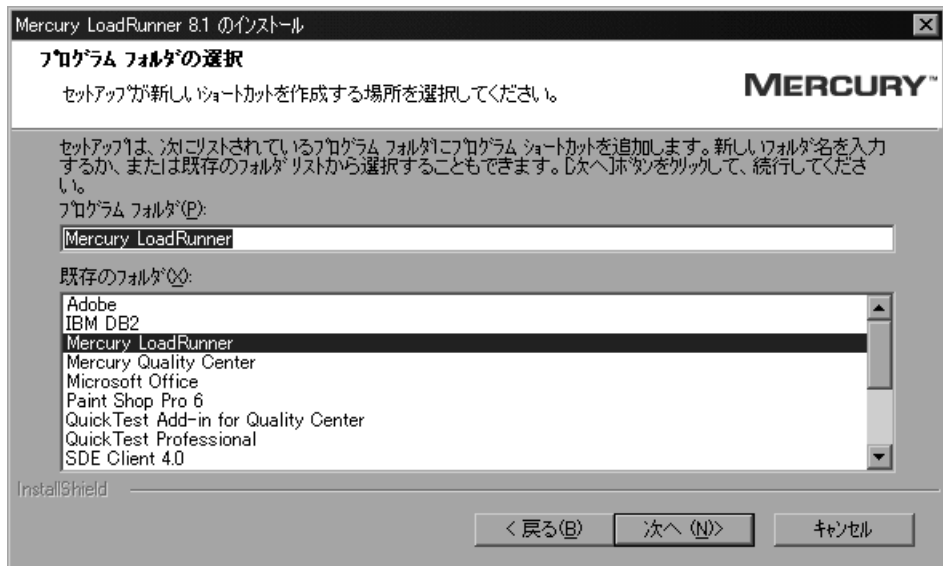 Mercury LoadRunner 8.1 のインストール
プログラム フォルダの選択
セットアップが新しいショートカットを作成する場所を選択してください。
MERCURY™
セットアップは、次にリストされているプログラム フォルダにプログラム ショートカットを追加します。新しいフォルダ名を入力
するか、または既存のフォルダ リストから選択することもできます。[次へ]ボタンをクリックして、続行してくださ
い。
プログラム フォルダ(P):
Mercury LoadRunner
既存のフォルダ(X):
Adobe
IBM DB2
Mercury LoadRunner
Mercury Quality Center
Microsoft Office
Paint Shop Pro 6
QuickTest Add-in for Quality Center
QuickTest Professional
SDE Client 4.0
InstallShield
< 戻る(B)
次へ (N)>
キャンセル